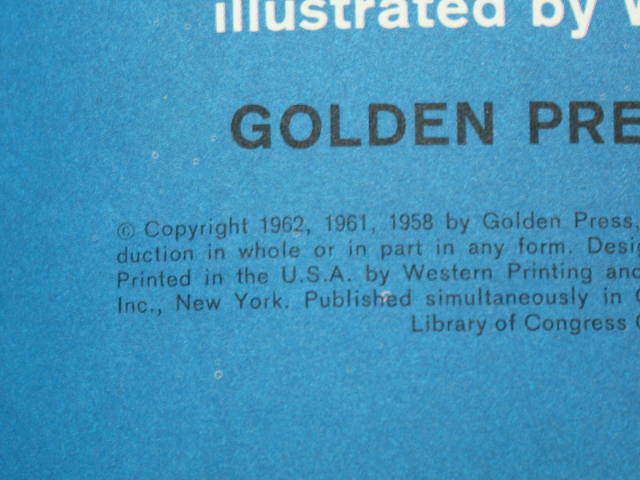 illustrated by
GOLDEN PRE
© Copyright 1962, 1961, 1958 by Golden Press,
duction in whole or in part in any form. Desi
Printed in the U.S.A. by Western Printing and
Inc., New York. Published simultaneously in
Library of Congress